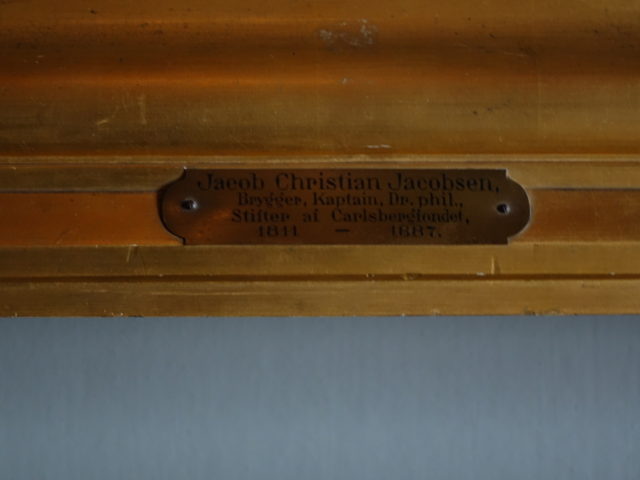 Jacob Christian Jacobsen,
Brygger, Kaptain, Dr. phil.,
Stifter af Carlsbergfondet,
1811 — 1887.